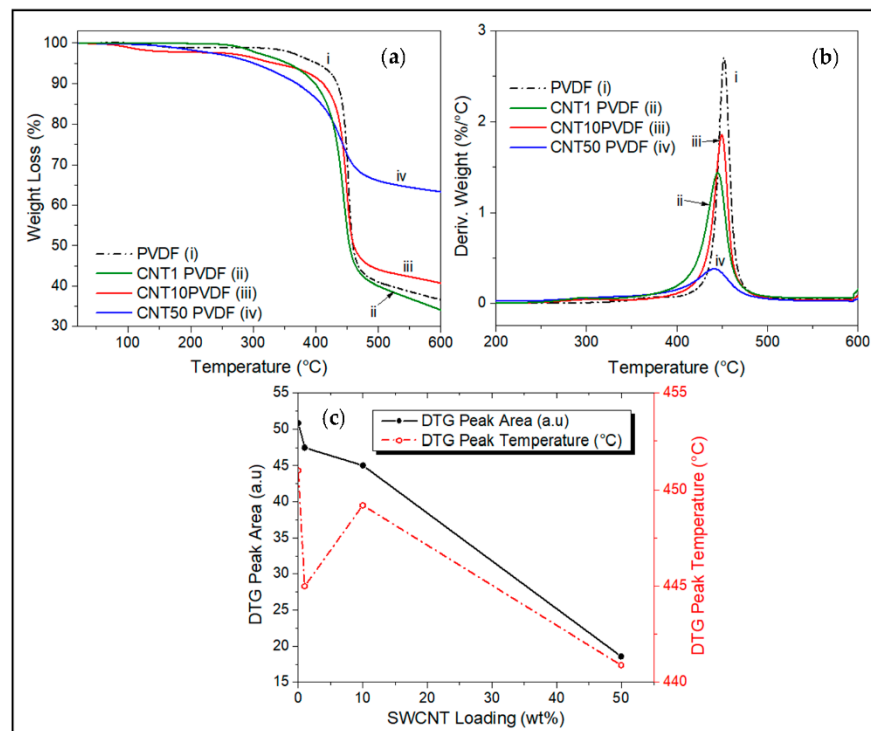 (a)
Weight Loss (%)
100
90
80
70
60
50
40
30
100 200 300 400 500 600
Temperature (°C)
i
iv
iii
ii
PVDF (i)
CNT1 PVDF (ii)
CNT10PVDF (iii)
CNT50 PVDF (iv)
(b)
Deriv. Weight (%/°C)
3
2
1
0
200 300 400 500 600
Temperature (°C)
PVDF (i)
CNT1 PVDF (ii)
CNT10PVDF (iii)
CNT50 PVDF (iv)
i
iii
ii
iv
(c)
DTG Peak Area (a.u)
DTG Peak Temperature (°C)
DTG Peak Area (a.u)
55
50
45
40
35
30
25
20
15
0 10 20 30 40 50
SWCNT Loading (wt%)
455
450
445
440
DTG Peak Temperature (°C)